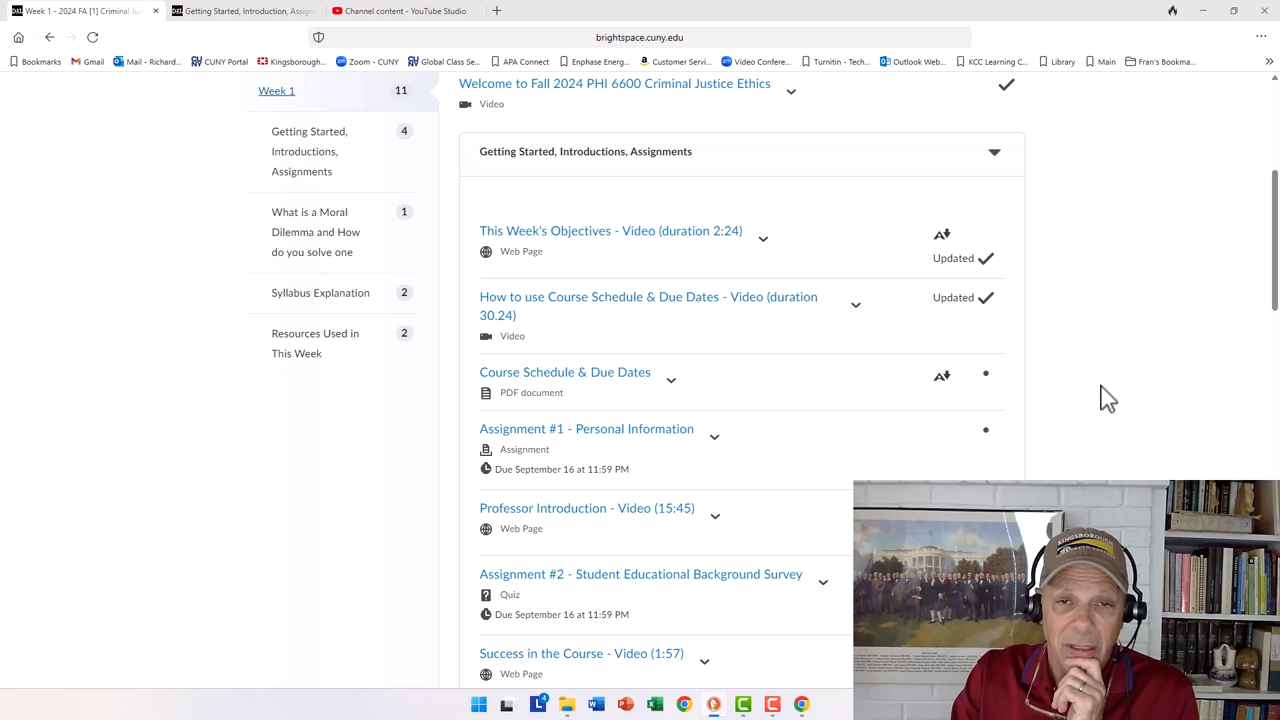 Week 1 - 2024 FA [1] Criminal Jus
Getting Started, Introduction, Assign
Channel content - YouTube Studio
brightspace.cuny.edu
Bookmarks
Gmail
Mail - Richard...
CUNY Portal
Kingsborough...
Zoom - CUNY
Global Class Se...
APA Connect
Enphase Energ...
Customer Servi...
Video Confere...
Turnitin - Tech...
Outlook Web...
KCC Learning C...
Library
Main
Fran's Bookma...
Week 1
11
Getting Started,
Introductions,
Assignments
4
What is a Moral
Dilemma and How
do you solve one
1
Syllabus Explanation
2
Resources Used in
This Week
2
Welcome to Fall 2024 PHI 6600 Criminal Justice Ethics
Video
Getting Started, Introductions, Assignments
This Week's Objectives - Video (duration 2:24)
Web Page
Updated
How to use Course Schedule & Due Dates - Video (duration
30.24)
Updated
Video
Course Schedule & Due Dates
PDF document
Assignment #1 - Personal Information
Assignment
Due September 16 at 11:59 PM
Professor Introduction - Video (15:45)
Web Page
Assignment #2 - Student Educational Background Survey
Quiz
Due September 16 at 11:59 PM
Success in the Course - Video (1:57)
Web Page
KINGSBOROUGH
4